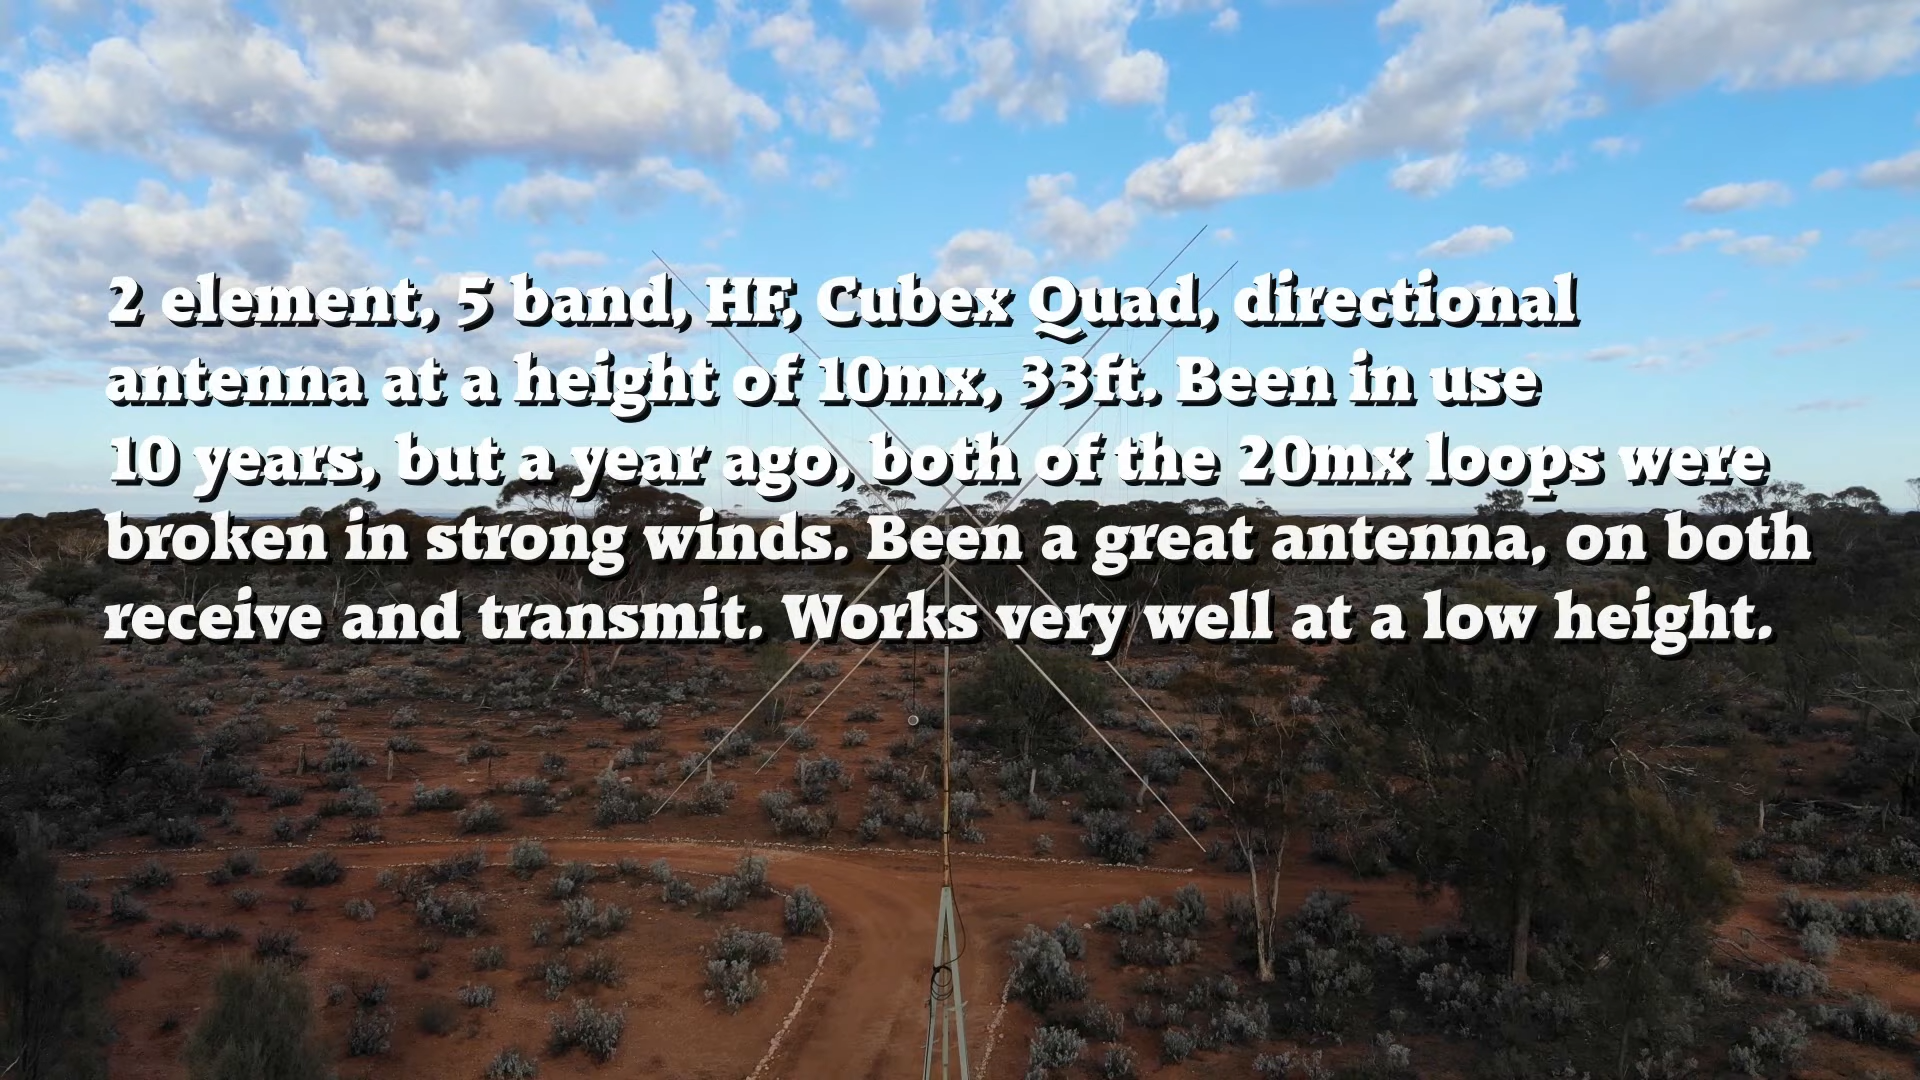 2 element, 5 band, HF, Cubex Quad, directional
antenna at a height of 10mx, 33ft. Been in use
10 years, but a year ago, both of the 20mx loops were
broken in strong winds. Been a great antenna, on both
receive and transmit. Works very well at a low height.